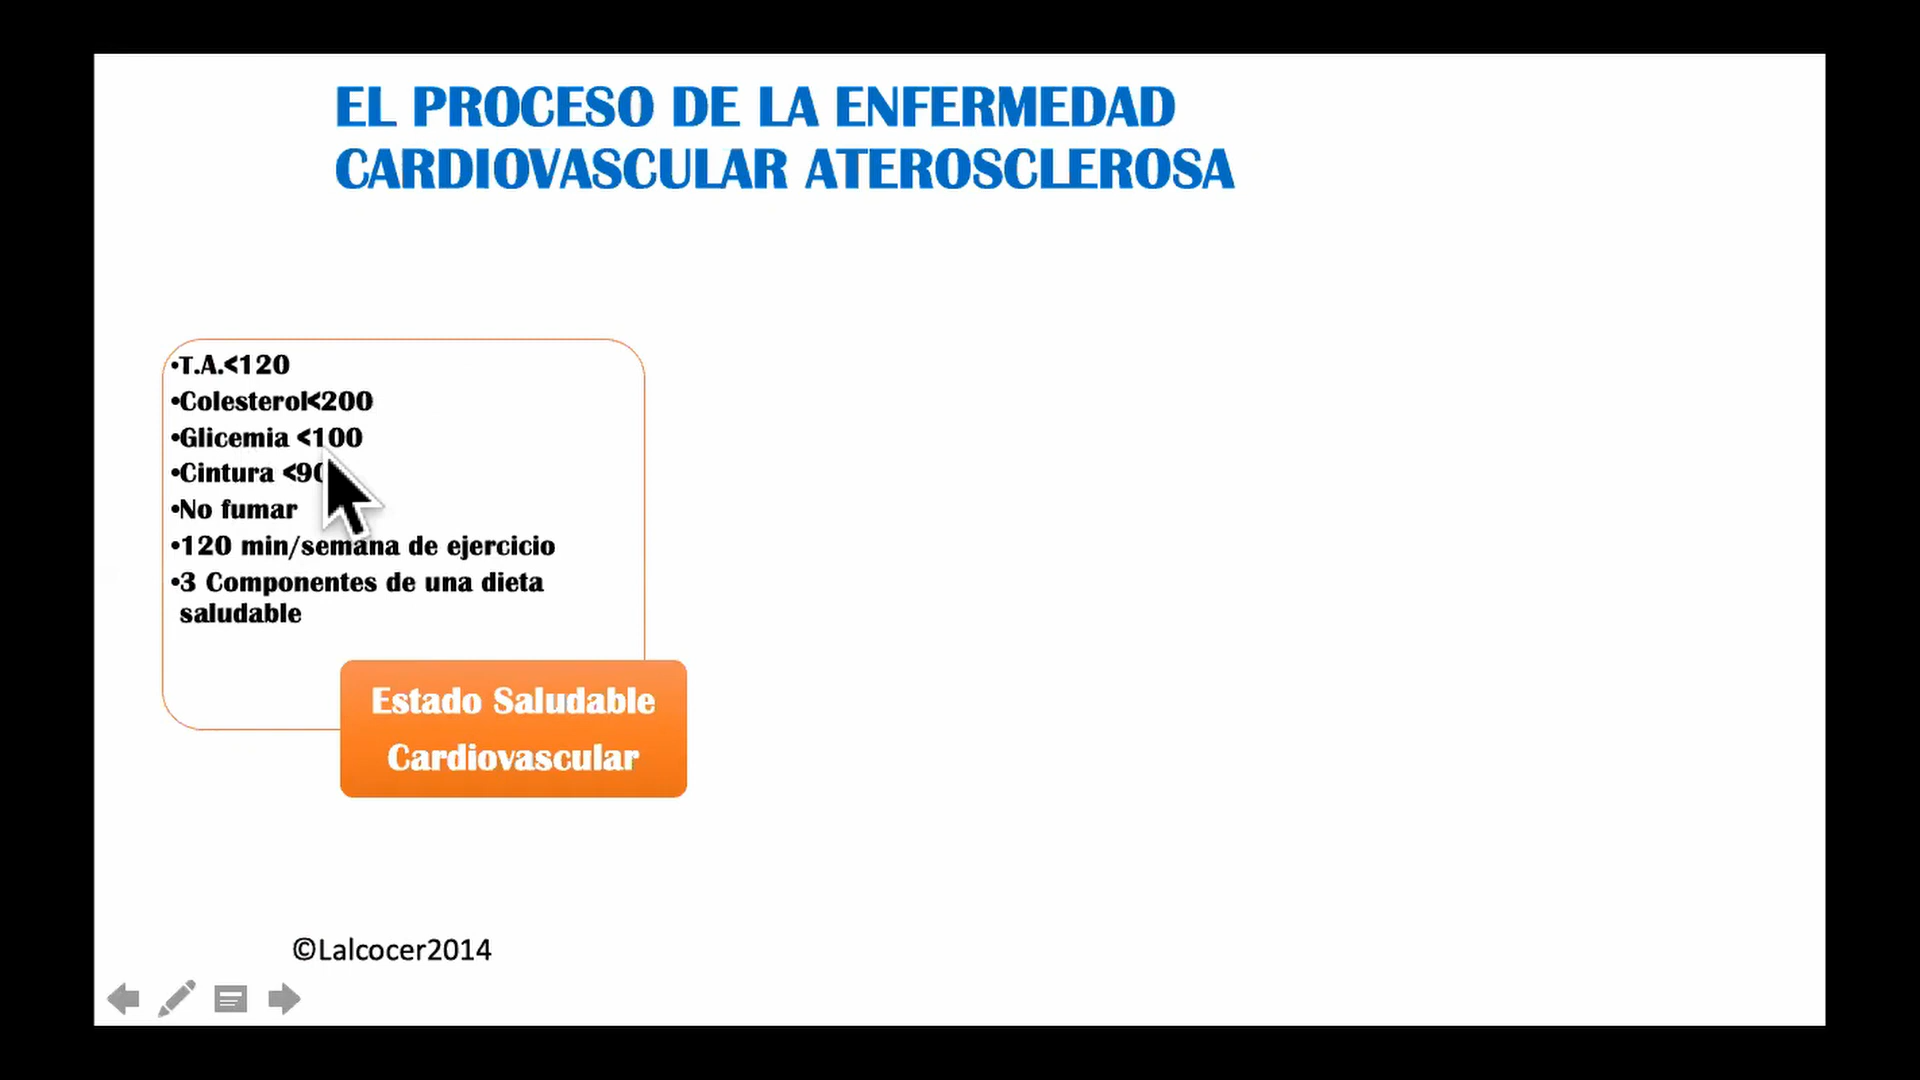 EL PROCESO DE LA ENFERMEDAD
CARDIOVASCULAR ATEROSCLEROSA
•T.A.<120
•Colesterol<200
•Glicemia <100
•Cintura <90
•No fumar
•120 min/semana de ejercicio
•3 Componentes de una dieta
saludable
Estado Saludable
Cardiovascular
©Lalcocer2014